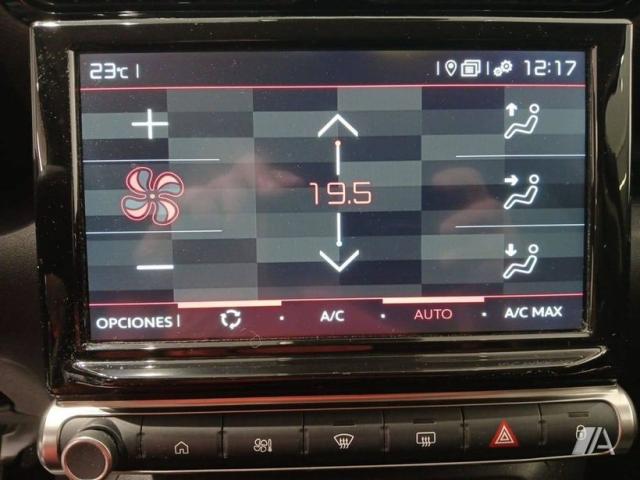 23°C
12:17
19.5
OPCIONES A/C AUTO A/C MAX